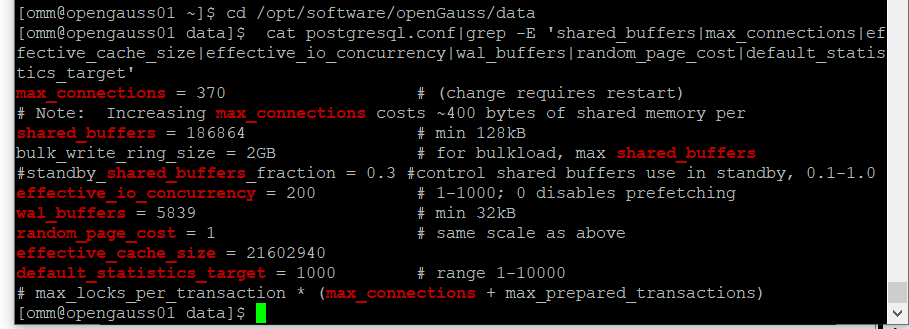 [omm@opengauss01 ~]$ cd /opt/software/openGauss/data
[omm@opengauss01 data]$  cat postgresql.conf|grep -E 'shared_buffers|max_connections|ef
fective_cache_size|effective_io_concurrency|wal_buffers|random_page_cost|default_statis
tics_target'
max_connections = 370                   # (change requires restart)
# Note:  Increasing max_connections costs ~400 bytes of shared memory per
shared_buffers = 186864                 # min 128kB
bulk_write_ring_size = 2GB              # for bulkload, max shared_buffers
#standby_shared_buffers_fraction = 0.3 #control shared buffers use in standby, 0.1-1.0
effective_io_concurrency = 200          # 1-1000; 0 disables prefetching
wal_buffers = 5839                      # min 32kB
random_page_cost = 1                    # same scale as above
effective_cache_size = 21602940
default_statistics_target = 1000        # range 1-10000
# max_locks_per_transaction * (max_connections + max_prepared_transactions)
[omm@opengauss01 data]$